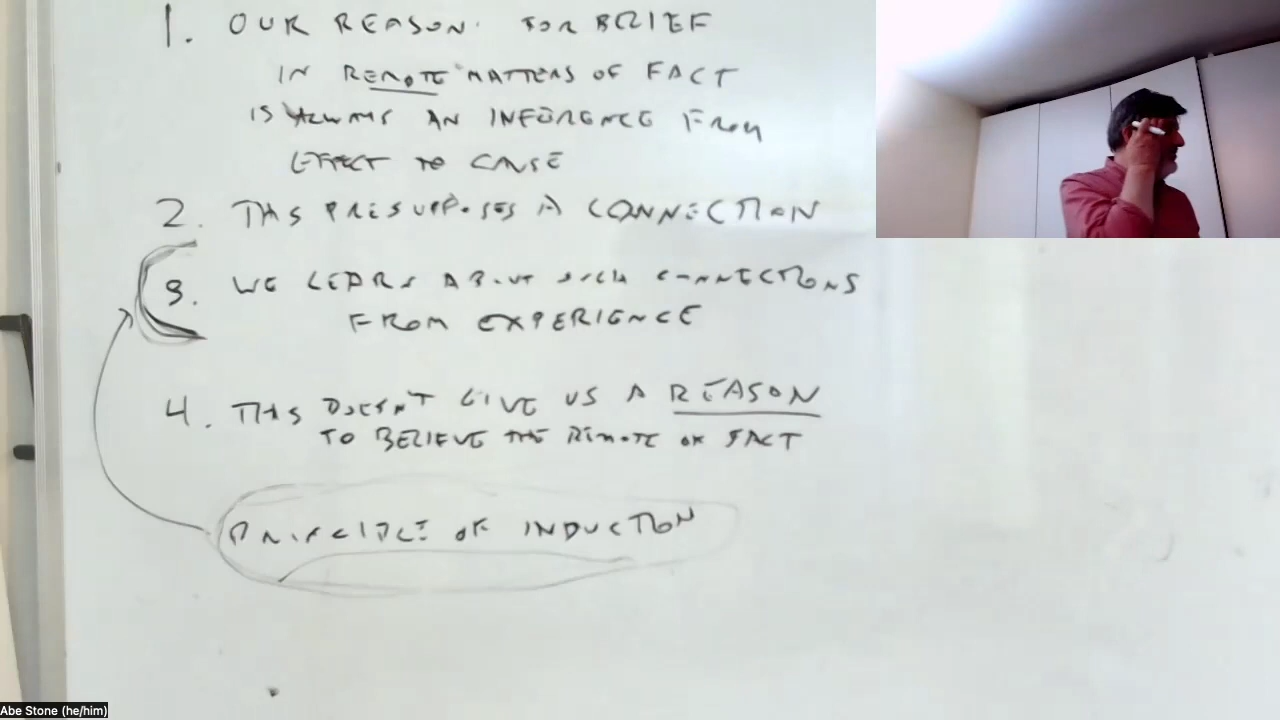 1. OUR REASON FOR BELIEF
IN REMOTE MATTERS OF FACT
IS ALWAYS AN INFERENCE FROM
EFFECT TO CAUSE
2. THIS PRESUPPOSES A CONNECTION
3. WE LEARN ABOUT SUCH CONNECTIONS
FROM EXPERIENCE
4. THIS DOESN'T GIVE US A REASON
TO BELIEVE THE REMOTE OF FACT
PRINCIPLE OF INDUCTION
Abe Stone (he/him)